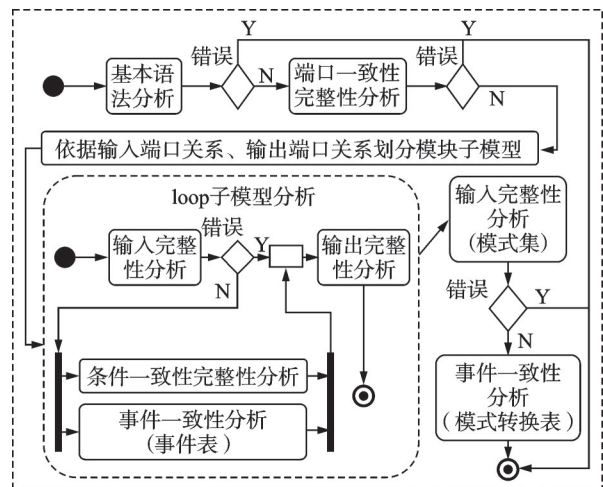 Y
Y
错误
错误
基本语
法分析
N
端口一致性
完整性分析
N
依据输入端口关系、输出端口关系划分模块子模型
loop子模型分析
错误
输入完整
性分析
Y
输出完整
性分析
N
条件一致性完整性分析
事件一致性分析
（事件表）
输入完整性
分析
(模式集)
错误
Y
N
事件一致性
分析
（模式转换表）